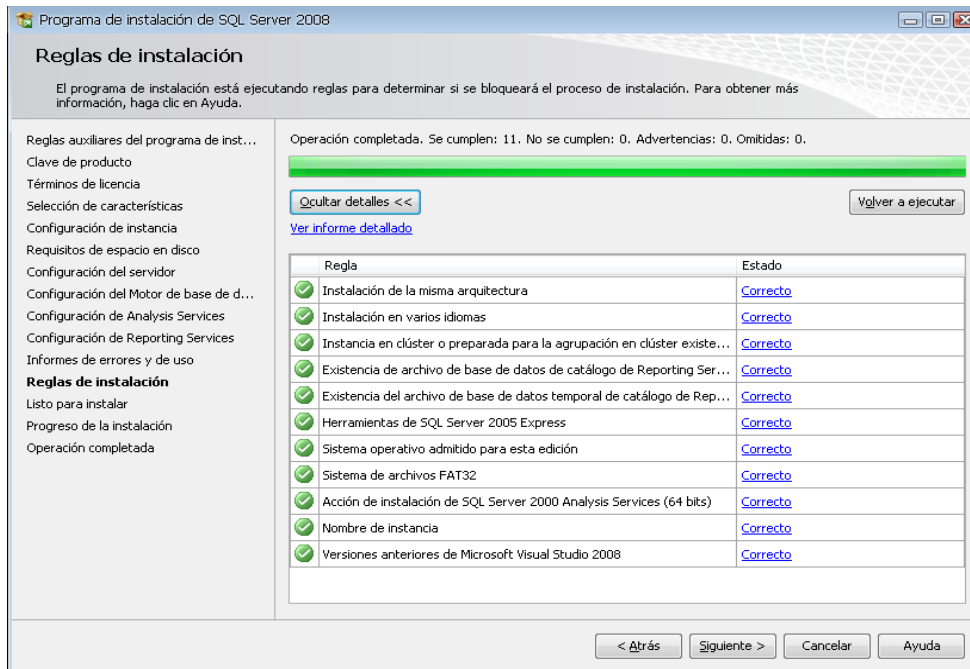 Programa de instalación de SQL Server 2008
Reglas de instalación
El programa de instalación está ejecutando reglas para determinar si se bloqueará el proceso de instalación. Para obtener más
información, haga clic en Ayuda.
Reglas auxiliares del programa de inst...
Clave de producto
Términos de licencia
Selección de características
Configuración de instancia
Requisitos de espacio en disco
Configuración del servidor
Configuración del Motor de base de d...
Configuración de Analysis Services
Configuración de Reporting Services
Informes de errores y de uso
Reglas de instalación
Listo para instalar
Progreso de la instalación
Operación completada
Operación completada. Se cumplen: 11. No se cumplen: 0. Advertencias: 0. Omitidas: 0.
Ocultar detalles << Volver a ejecutar
Ver informe detallado
Regla Estado
Instalación de la misma arquitectura Correcto
Instalación en varios idiomas Correcto
Instancia en clúster o preparada para la agrupación en clúster existe... Correcto
Existencia de archivo de base de datos de catálogo de Reporting Ser... Correcto
Existencia del archivo de base de datos temporal de catálogo de Rep... Correcto
Herramientas de SQL Server 2005 Express Correcto
Sistema operativo admitido para esta edición Correcto
Sistema de archivos FAT32 Correcto
Acción de instalación de SQL Server 2000 Analysis Services (64 bits) Correcto
Nombre de instancia Correcto
Versiones anteriores de Microsoft Visual Studio 2008 Correcto
< Atrás Siguiente > Cancelar Ayuda